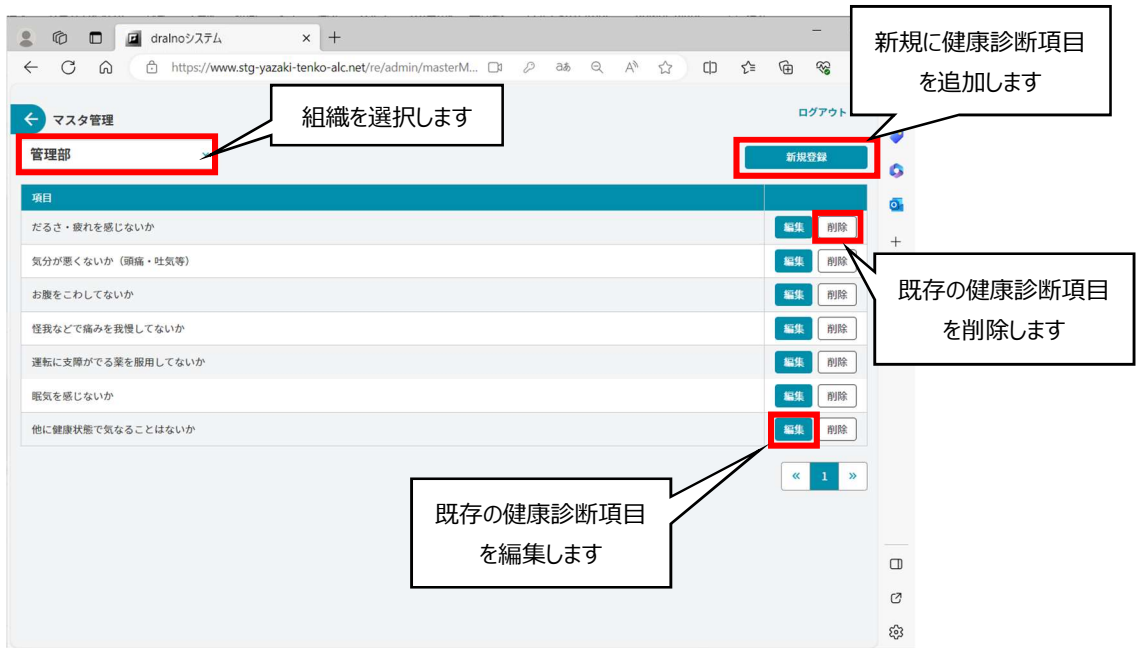 dralnoシステム
https://www.stg-yazaki-tenko-alc.net/re/admin/masterM...
新規に健康診断項目
を追加します
マスタ管理
組織を選択します
ログアウト
管理部
新規登録
項目
だるさ・疲れを感じないか 編集 削除
気分が悪くないか（頭痛・吐気等） 編集 削除
お腹をこわしてないか 編集 削除
怪我などで痛みを我慢してないか 編集 削除
運転に支障がでる薬を服用してないか 編集 削除
眠気を感じないか 編集 削除
他に健康状態で気なることはないか 編集 削除
既存の健康診断項目
を削除します
« 1 »
既存の健康診断項目
を編集します